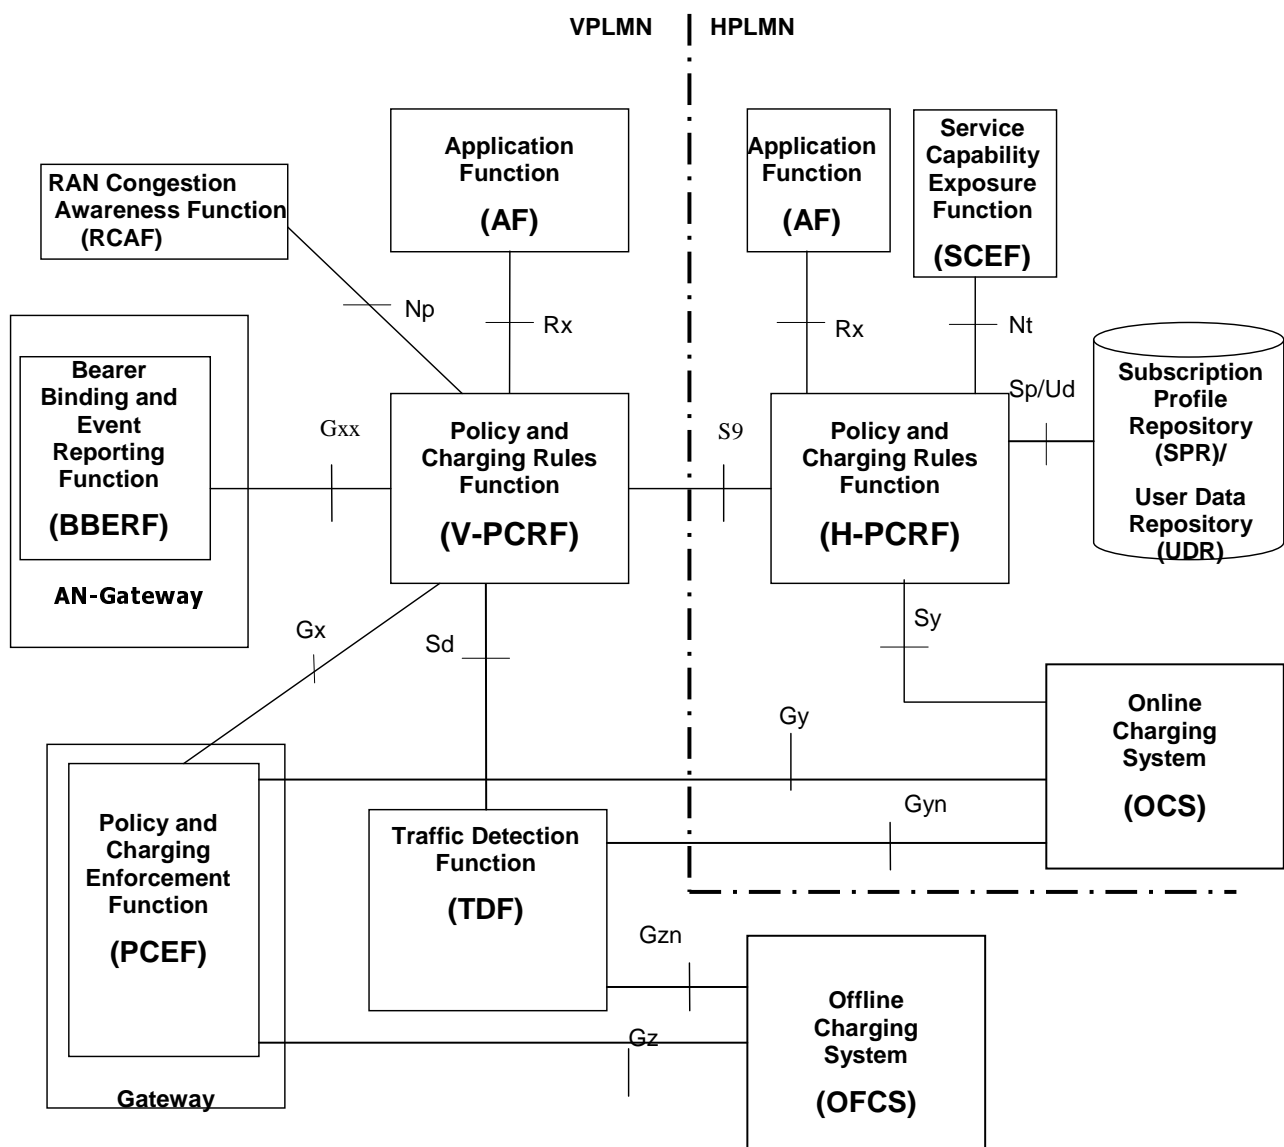 VPLMN
HPLMN
RAN Congestion
Awareness Function
(RCAF)
Application
Function
(AF)
Application
Function
(AF)
Service
Capability
Exposure
Function
(SCEF)
Np
Rx
Rx
Nt
Bearer
Binding and
Event
Reporting
Function
(BBERF)
AN-Gateway
Gxx
Policy and
Charging Rules
Function
(V-PCRF)
S9
Policy and
Charging Rules
Function
(H-PCRF)
Sp/Ud
Subscription
Profile
Repository
(SPR)/
User Data
Repository
(UDR)
Gx
Sd
Sy
Gy
Gyn
Online
Charging
System
(OCS)
Policy and
Charging
Enforcement
Function
(PCEF)
Gateway
Traffic Detection
Function
(TDF)
Gzn
Gz
Offline
Charging
System
(OFCS)